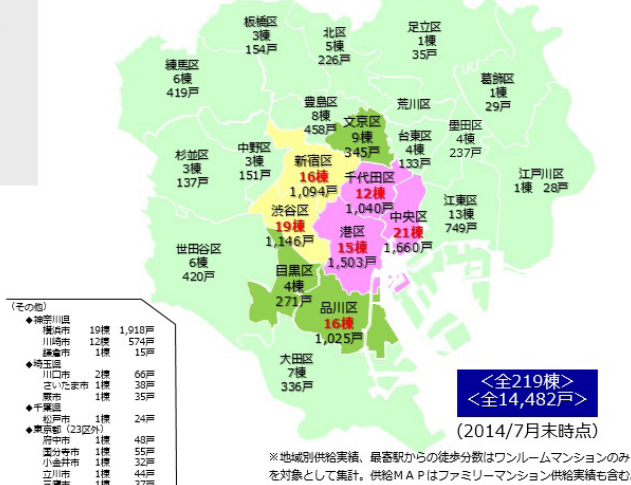 板橋区
3棟
154戸
北区
5棟
226戸
足立区
1棟
35戸
練馬区
6棟
419戸
葛飾区
1棟
29戸
豊島区
8棟
458戸
荒川区
文京区
9棟
345戸
台東区
4棟
133戸
墨田区
4棟
237戸
杉並区
3棟
137戸
中野区
3棟
151戸
新宿区
16棟
1,094戸
千代田区
12棟
1,040戸
江戸川区
1棟 28戸
渋谷区
19棟
1,146戸
港区
15棟
1,503戸
中央区
21棟
1,660戸
江東区
13棟
749戸
世田谷区
6棟
420戸
目黒区
4棟
271戸
品川区
16棟
1,025戸
大田区
7棟
336戸
(その他)
◆神奈川県
横浜市 19棟 1,918戸
川崎市 12棟 574戸
鎌倉市 1棟 15戸
◆埼玉県
川口市 2棟 66戸
さいたま市 1棟 38戸
蕨市 1棟 35戸
◆千葉県
松戸市 1棟 24戸
◆東京都(23区外)
府中市 1棟 48戸
国分寺市 1棟 55戸
小金井市 1棟 32戸
立川市 1棟 44戸
三鷹市 1棟 37戸
<全219棟>
<全14,482戸>
(2014/7月末時点)
※地域別供給実績、最寄駅からの徒歩分数はワンルームマンションのみ
を対象として集計。供給MAPはファミリーマンション供給実績も含む。